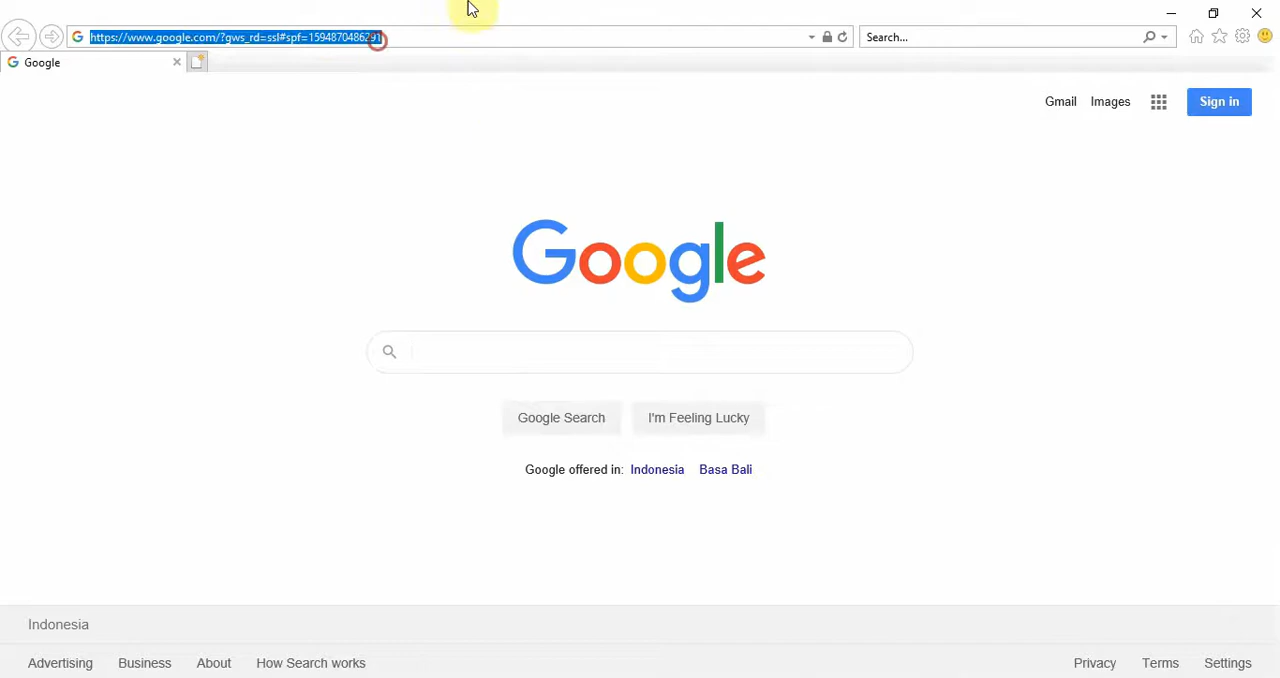 https://www.google.com/?gws_rd=ssl#spf=1594870486291
Search...
Google
Gmail Images Sign in
Google
Google Search I'm Feeling Lucky
Google offered in: Indonesia Basa Bali
Indonesia
Advertising Business About How Search works Privacy Terms Settings